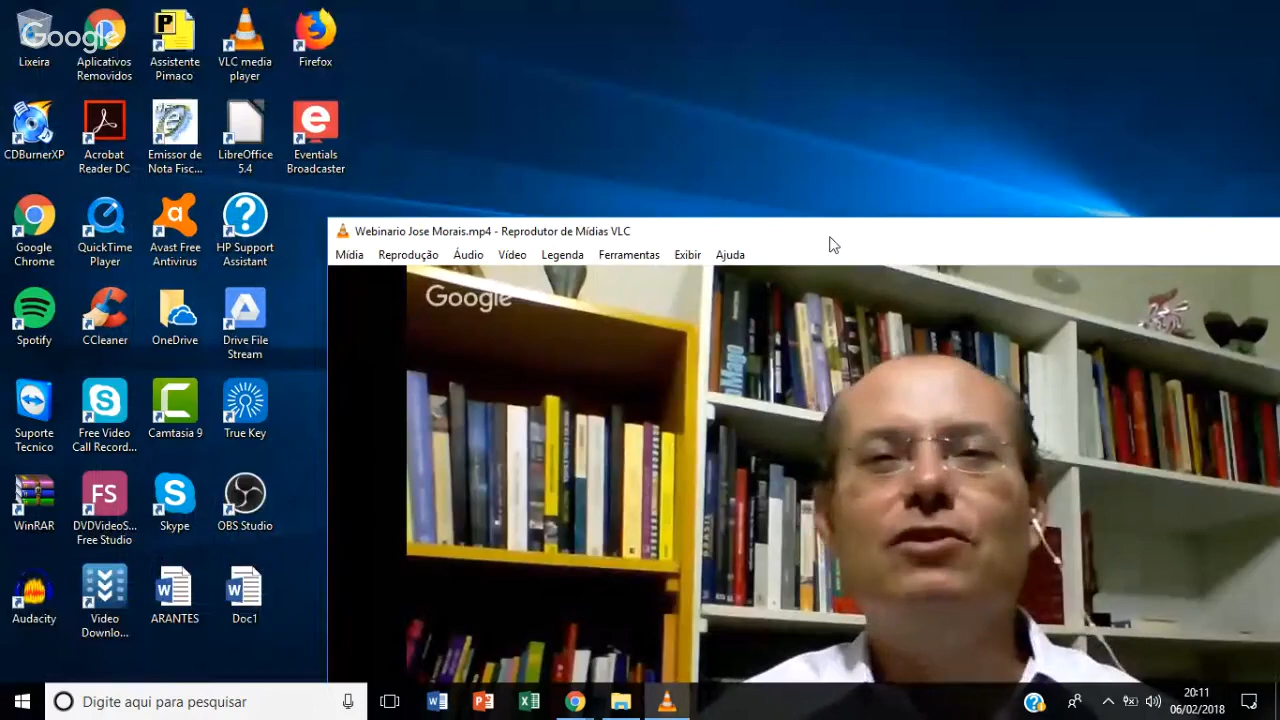 Google
Lixeira
Aplicativos
Removidos
P
Assistente
Pimaco
VLC media
player
Firefox
CDBurnerXP
Acrobat
Reader DC
Emissor de
Nota Fisc...
LibreOffice
5.4
e
Eventials
Broadcaster
Google
Chrome
QuickTime
Player
a
Avast Free
Antivirus
?
HP Support
Assistant
Spotify
CCleaner
OneDrive
Drive File
Stream
Suporte
Tecnico
S
Free Video
Call Record...
C
Camtasia 9
True Key
WinRAR
FS
DVDVideoS...
Free Studio
S
Skype
OBS Studio
Audacity
Video
Downlo...
W
ARANTES
W
Doc1
Webinario Jose Morais.mp4 - Reprodutor de Mídias VLC
Mídia Reprodução Áudio Vídeo Legenda Ferramentas Exibir Ajuda
Google
iMago
BRASIL
Digite aqui para pesquisar
20:11
06/02/2018